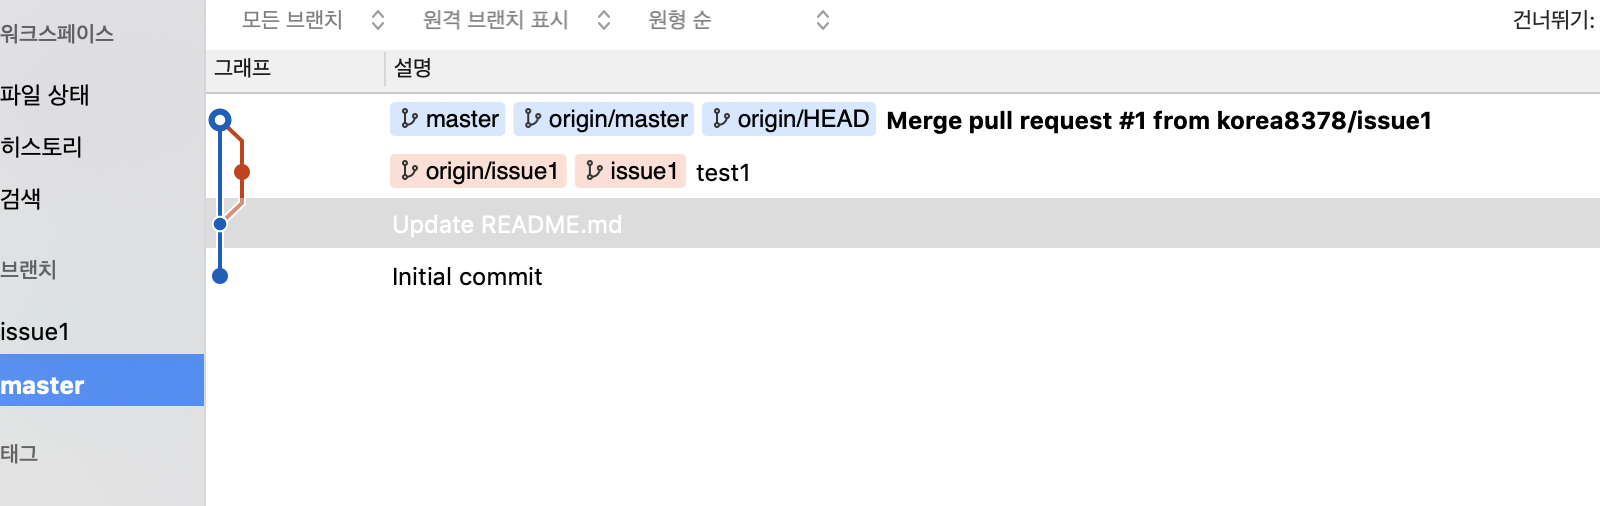 워크스페이스
파일 상태
히스토리
검색
브랜치
issue1
master
태그
모든 브랜치 원격 브랜치 표시 원형 순 건너뛰기:
그래프 설명
master origin/master origin/HEAD Merge pull request #1 from korea8378/issue1
origin/issue1 issue1 test1
Update README.md
Initial commit